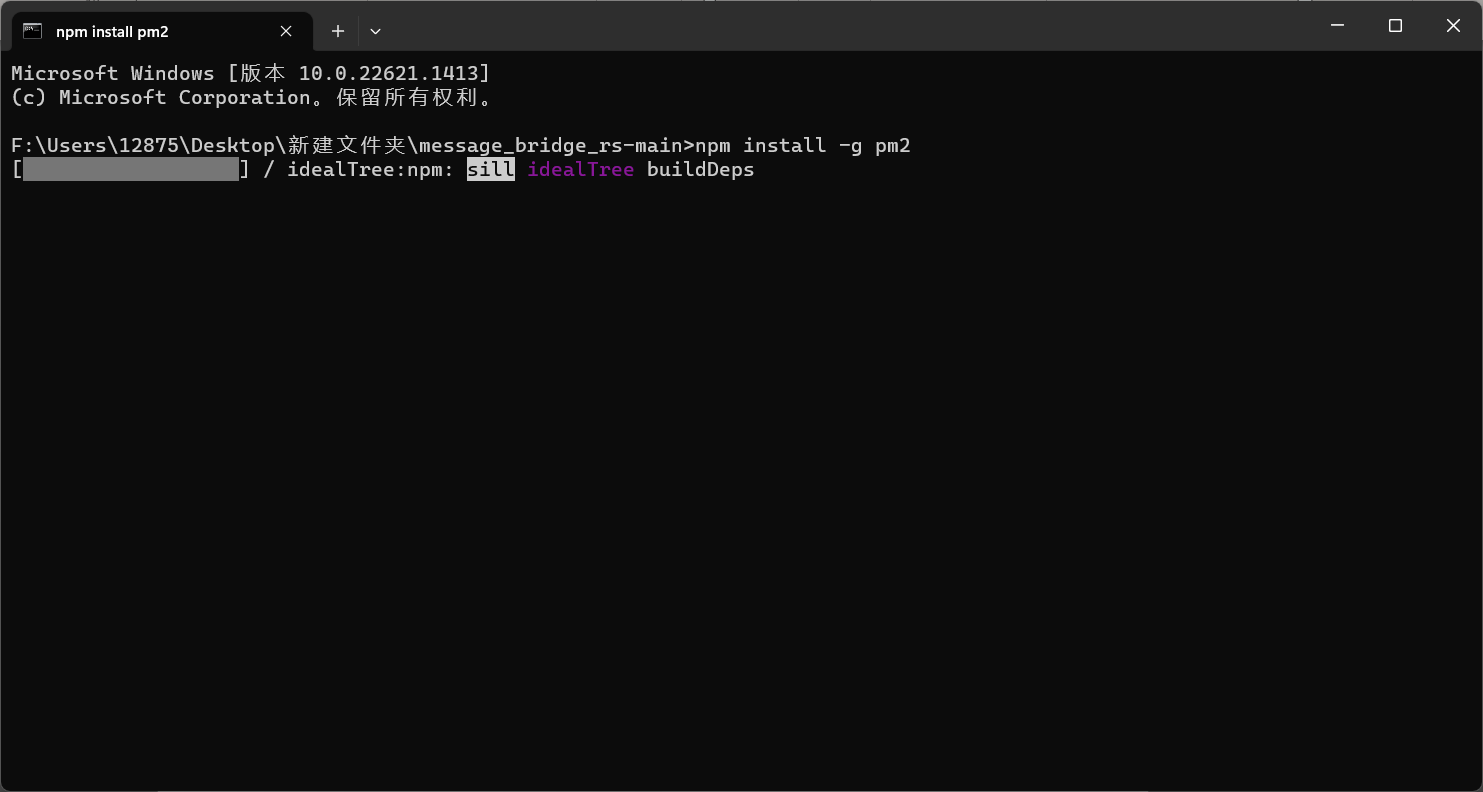 npm install pm2
Microsoft Windows [版本 10.0.22621.1413]
(c) Microsoft Corporation。保留所有权利。
F:\Users\12875\Desktop\新建文件夹\message_bridge_rs-main>npm install -g pm2
[                  ] / idealTree:npm: sill idealTree buildDeps